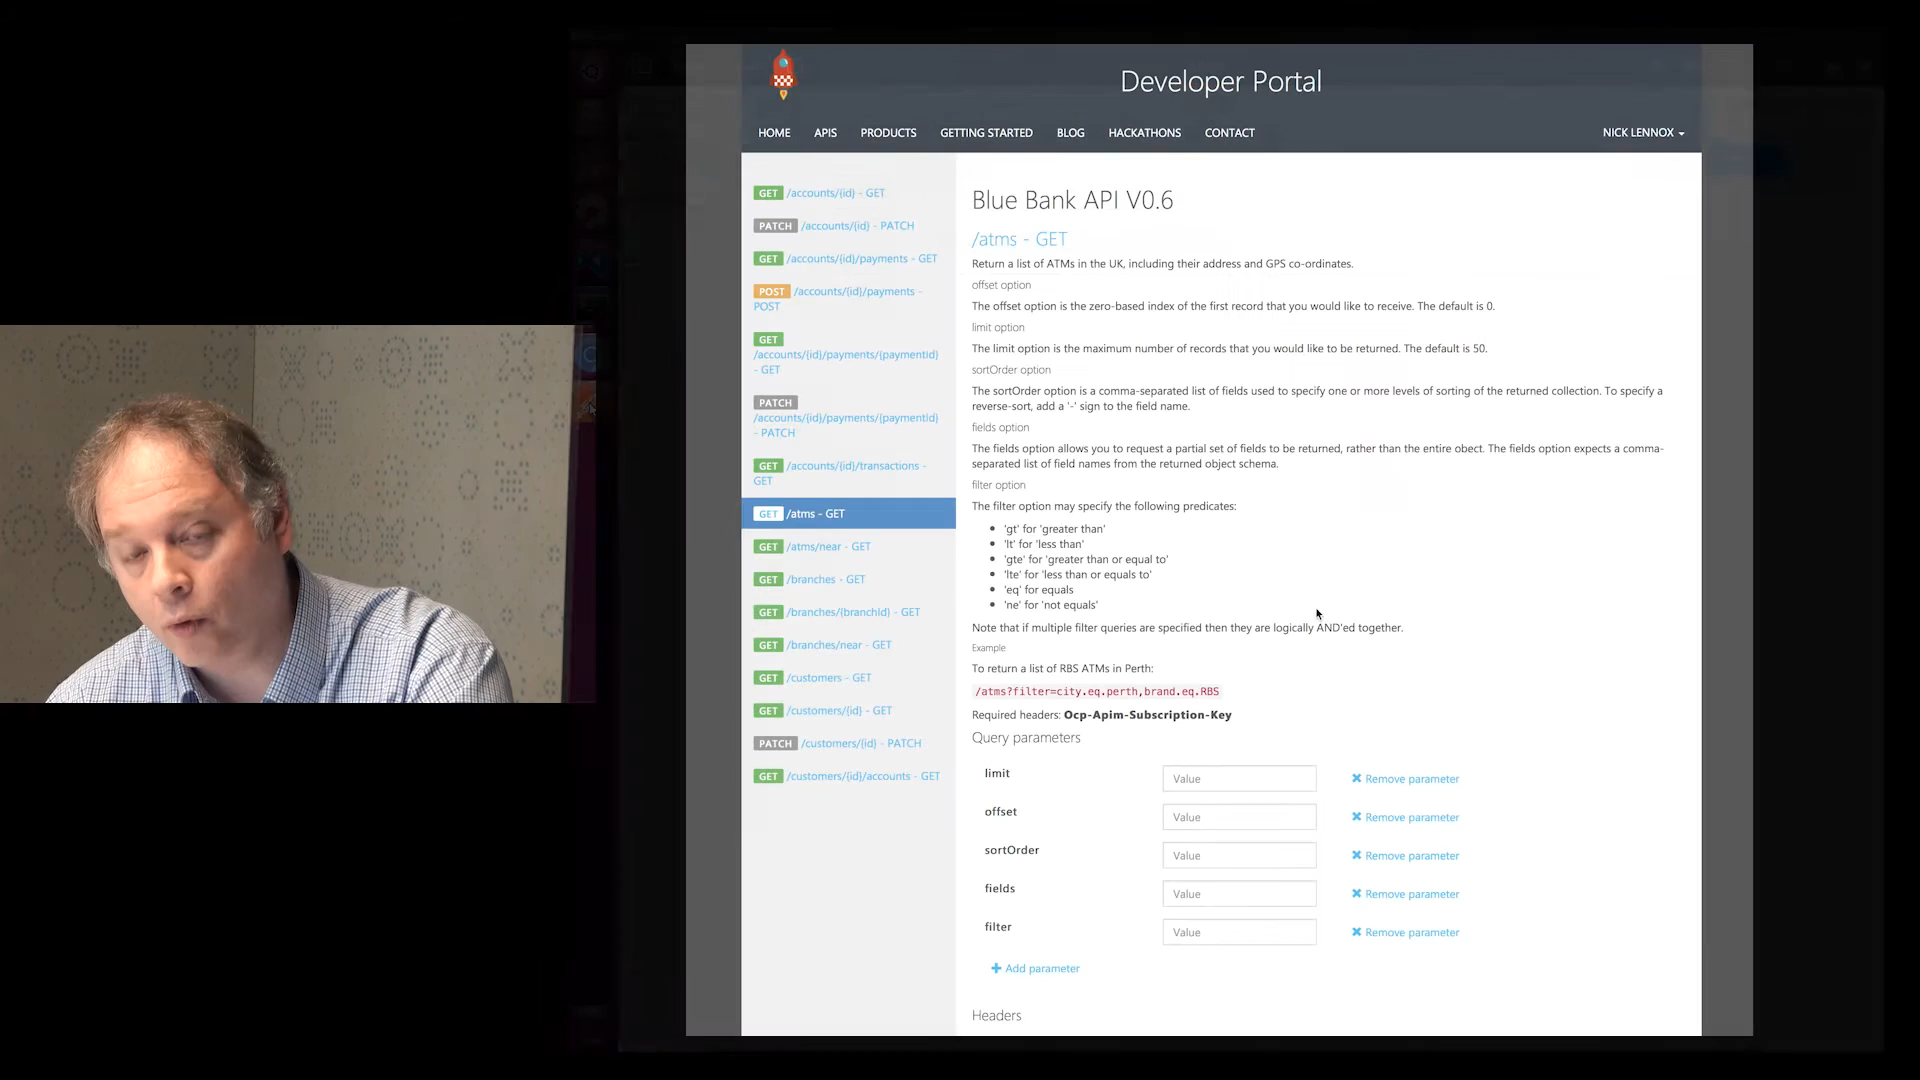 Developer Portal
HOME APIS PRODUCTS GETTING STARTED BLOG HACKATHONS CONTACT NICK LENNOX
GET /accounts/{id} - GET
PATCH /accounts/{id} - PATCH
GET /accounts/{id}/payments - GET
POST /accounts/{id}/payments -
POST
GET
/accounts/{id}/payments/{paymentId}
- GET
PATCH
/accounts/{id}/payments/{paymentId}
- PATCH
GET /accounts/{id}/transactions -
GET
GET /atms - GET
GET /atms/near - GET
GET /branches - GET
GET /branches/{branchId} - GET
GET /branches/near - GET
GET /customers - GET
GET /customers/{id} - GET
PATCH /customers/{id} - PATCH
GET /customers/{id}/accounts - GET
Blue Bank API V0.6
/atms - GET
Return a list of ATMs in the UK, including their address and GPS co-ordinates.
offset option
The offset option is the zero-based index of the first record that you would like to receive. The default is 0.
limit option
The limit option is the maximum number of records that you would like to be returned. The default is 50.
sortOrder option
The sortOrder option is a comma-separated list of fields used to specify one or more levels of sorting of the returned collection. To specify a
reverse-sort, add a '-' sign to the field name.
fields option
The fields option allows you to request a partial set of fields to be returned, rather than the entire obect. The fields option expects a comma-
separated list of field names from the returned object schema.
filter option
The filter option may specify the following predicates:
'gt' for 'greater than'
'lt' for 'less than'
'gte' for 'greater than or equal to'
'lte' for 'less than or equals to'
'eq' for equals
'ne' for 'not equals'
Note that if multiple filter queries are specified then they are logically AND'ed together.
Example
To return a list of RBS ATMs in Perth:
/atms?filter=city.eq.perth,brand.eq.RBS
Required headers: Ocp-Apim-Subscription-Key
Query parameters
limit Value Remove parameter
offset Value Remove parameter
sortOrder Value Remove parameter
fields Value Remove parameter
filter Value Remove parameter
Add parameter
Headers